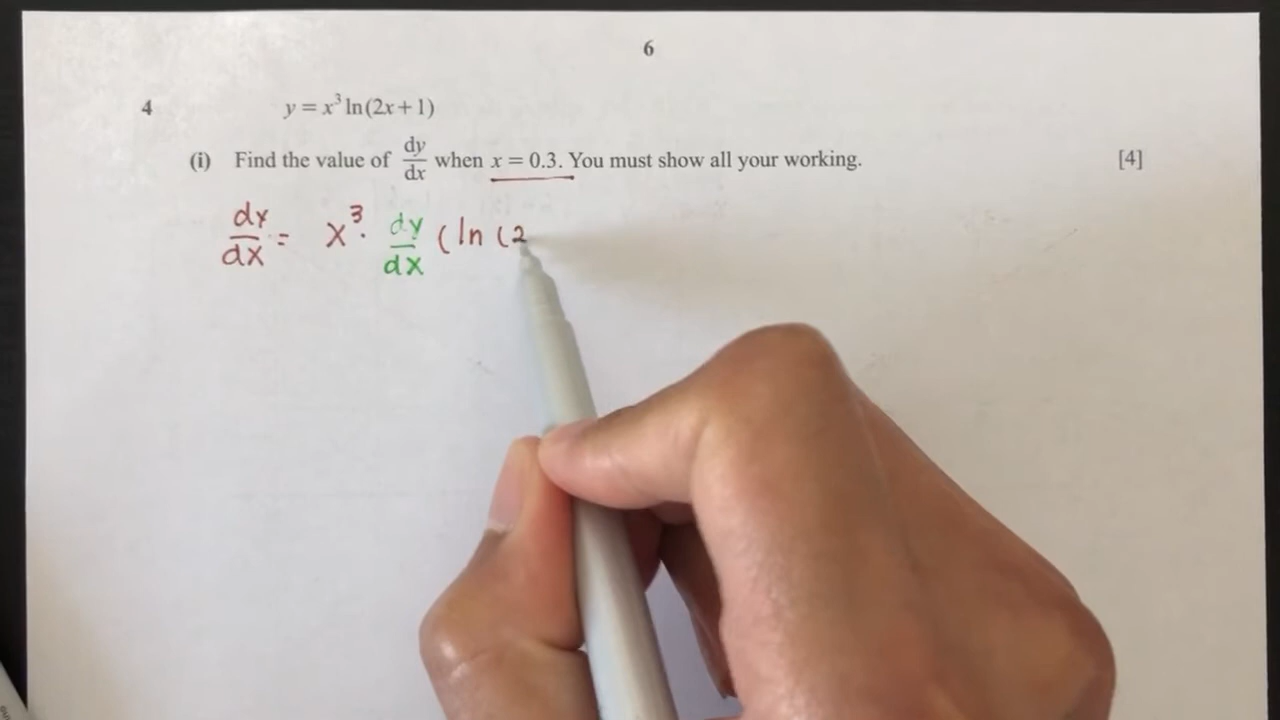 6
4 y = x³ ln(2x + 1)
(i) Find the value of dy/dx when x = 0.3. You must show all your working. [4]
dy/dx = x³ · dy/dx (ln (2